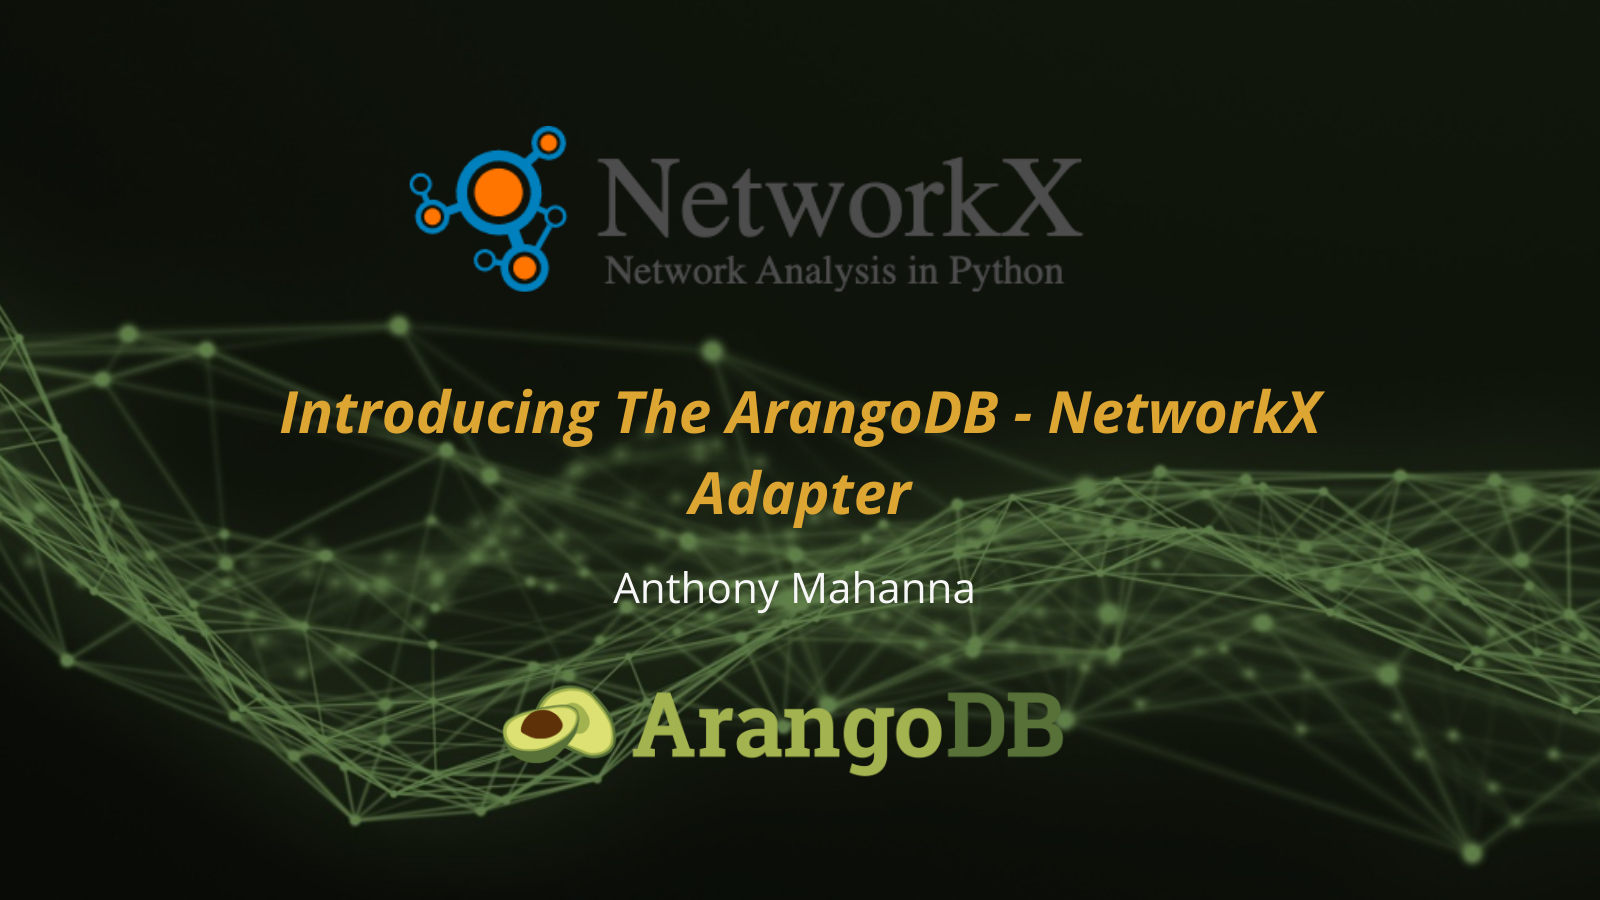 NetworkX
Network Analysis in Python
Introducing The ArangoDB - NetworkX
Adapter
Anthony Mahanna
ArangoDB